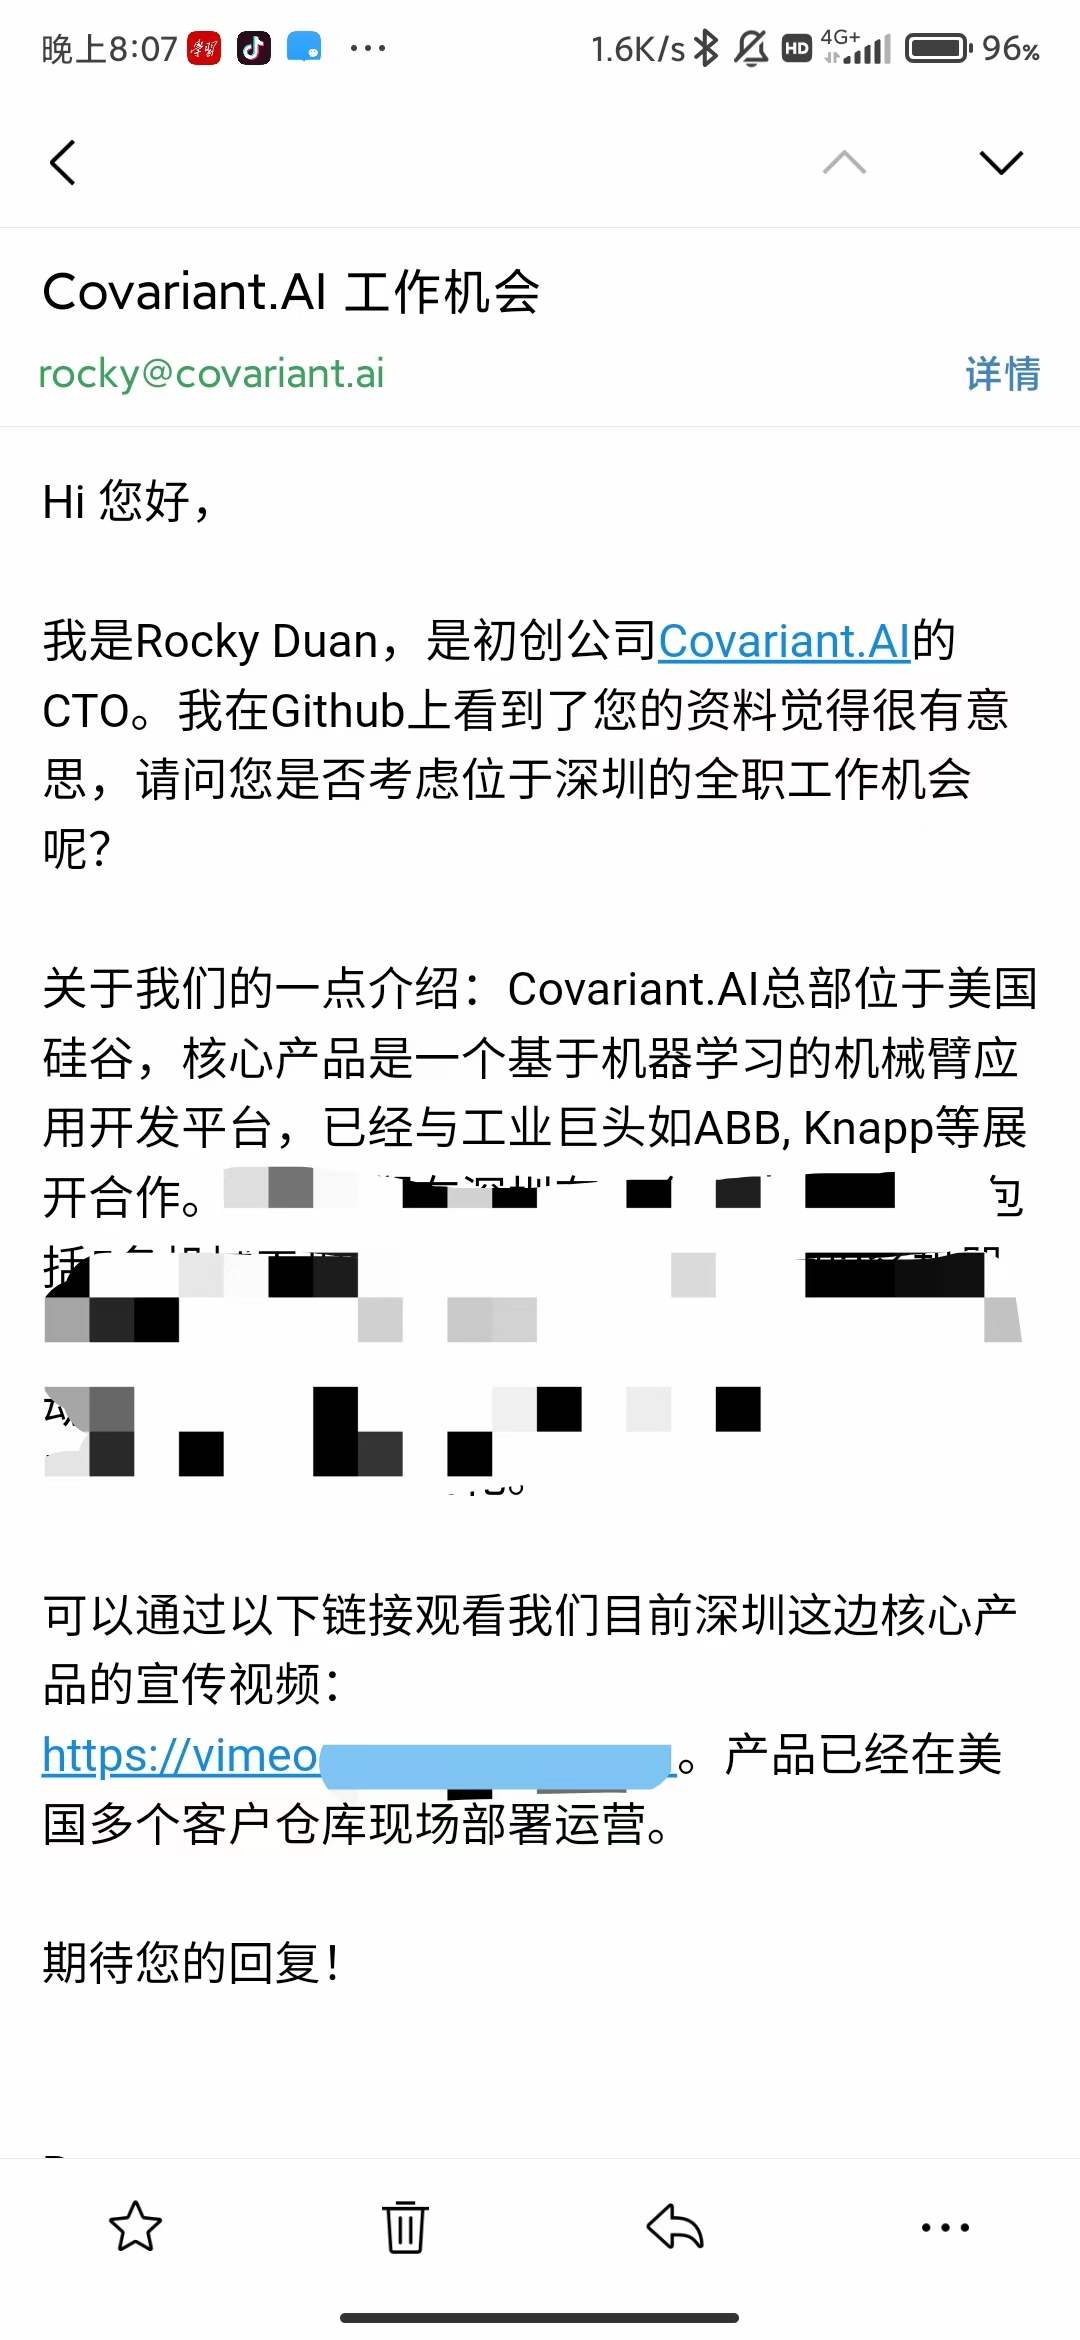 晚上8:07 学习 1.6K/s HD 4G+ 96%
Covariant.AI 工作机会
rocky@covariant.ai 详情
Hi 您好，
我是Rocky Duan，是初创公司Covariant.AI的
CTO。我在Github上看到了您的资料觉得很有意
思，请问您是否考虑位于深圳的全职工作机会
呢？
关于我们的一点介绍：Covariant.AI总部位于美国
硅谷，核心产品是一个基于机器学习的机械臂应
用开发平台，已经与工业巨头如ABB, Knapp等展
开合作。 包
括
动
可以通过以下链接观看我们目前深圳这边核心产
品的宣传视频：
https://vimeo 。产品已经在美
国多个客户仓库现场部署运营。
期待您的回复！